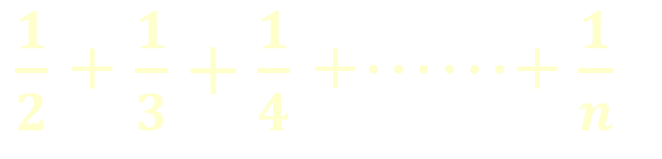 1/2 + 1/3 + 1/4 + ······ + 1/n